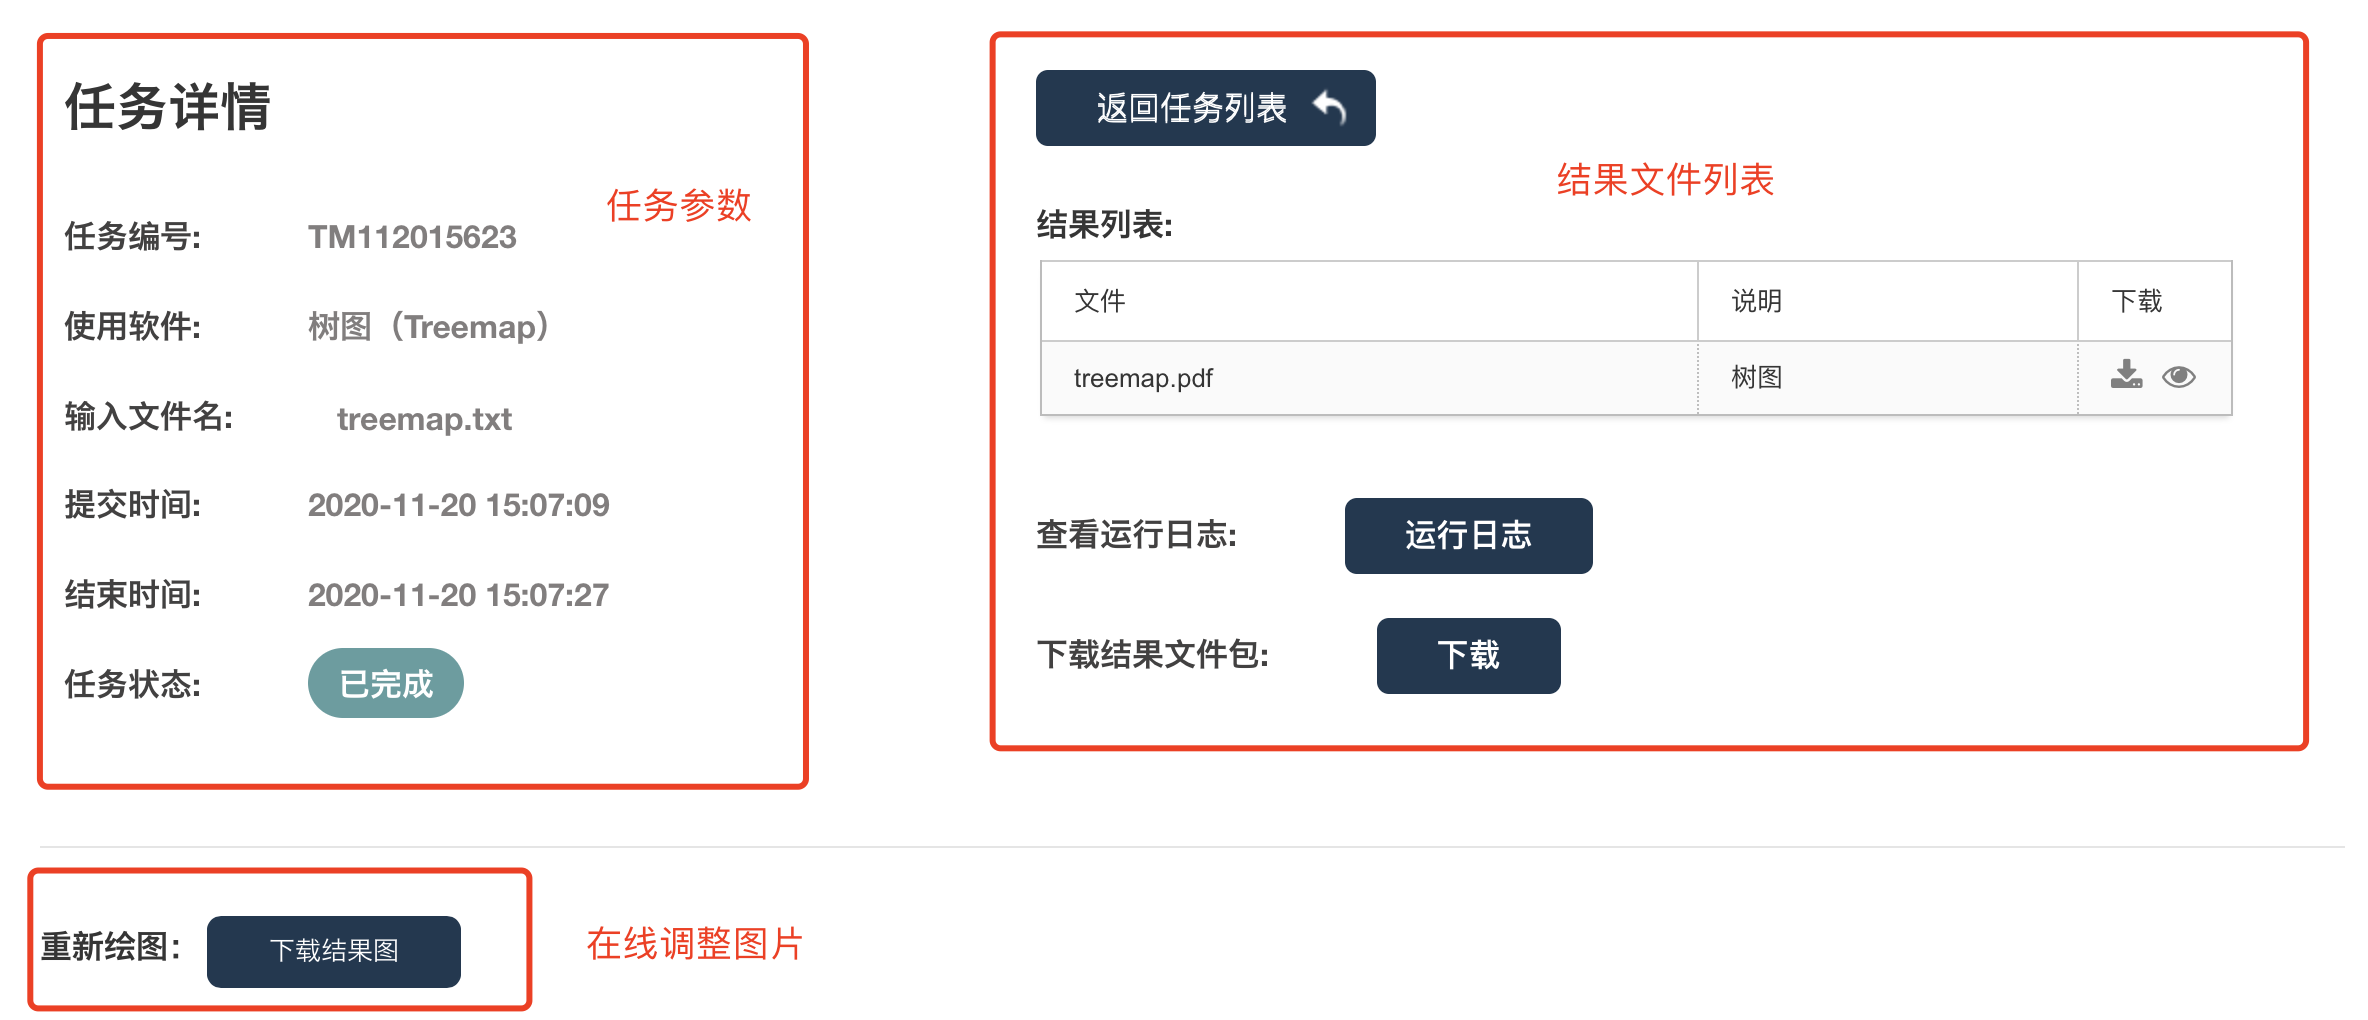 任务详情
任务参数
任务编号: TM112015623
使用软件: 树图（Treemap）
输入文件名: treemap.txt
提交时间: 2020-11-20 15:07:09
结束时间: 2020-11-20 15:07:27
任务状态: 已完成
返回任务列表
结果文件列表
结果列表:
文件 说明 下载
treemap.pdf 树图
查看运行日志: 运行日志
下载结果文件包: 下载
重新绘图： 下载结果图
在线调整图片